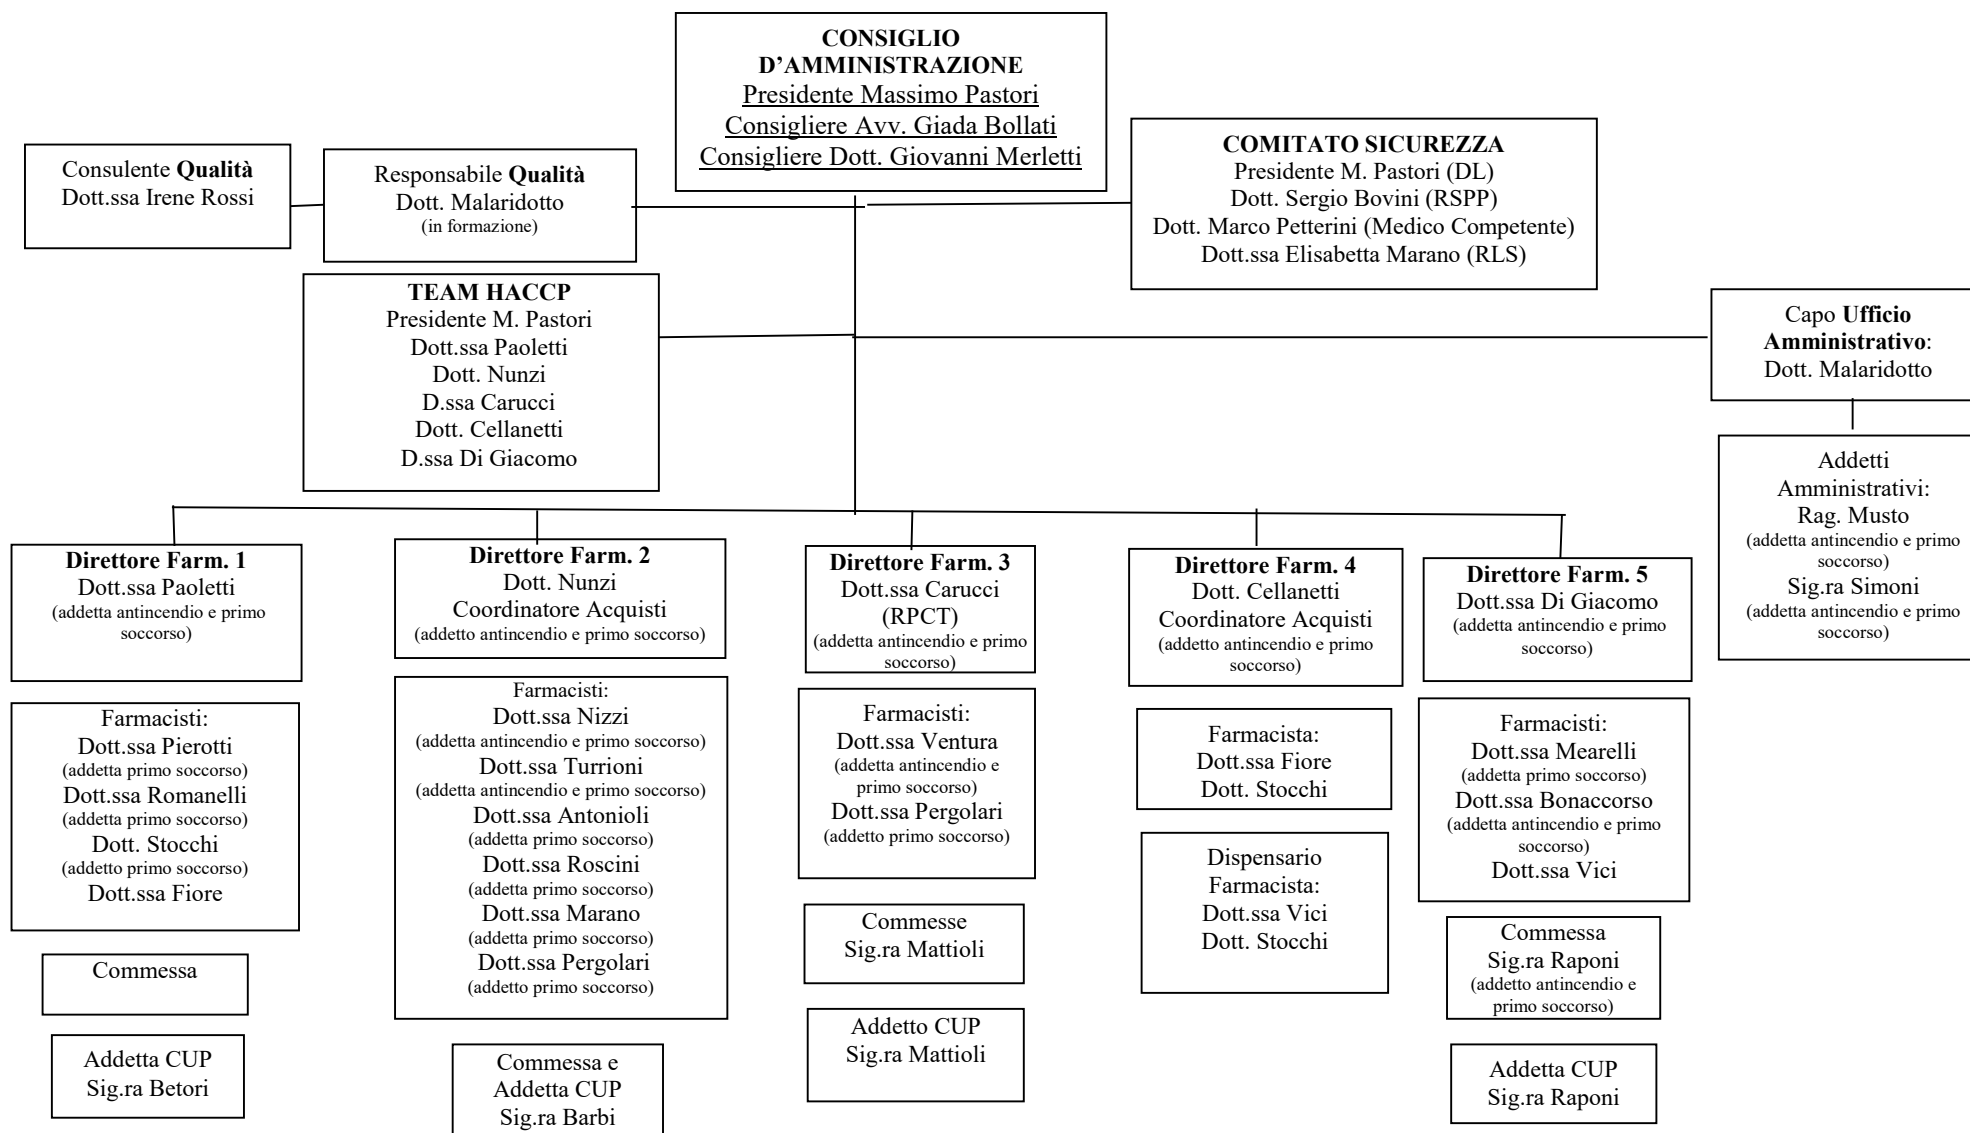 CONSIGLIO
D’AMMINISTRAZIONE
Presidente Massimo Pastori
Consigliere Avv. Giada Bollati
Consigliere Dott. Giovanni Merletti
Consulente Qualità
Dott.ssa Irene Rossi
Responsabile Qualità
Dott. Malaridotto
(in formazione)
COMITATO SICUREZZA
Presidente M. Pastori (DL)
Dott. Sergio Bovini (RSPP)
Dott. Marco Petterini (Medico Competente)
Dott.ssa Elisabetta Marano (RLS)
TEAM HACCP
Presidente M. Pastori
Dott.ssa Paoletti
Dott. Nunzi
D.ssa Carucci
Dott. Cellanetti
D.ssa Di Giacomo
Capo Ufficio
Amministrativo:
Dott. Malaridotto
Addetti
Amministrativi:
Rag. Musto
(addetta antincendio e primo
soccorso)
Sig.ra Simoni
(addetta antincendio e primo
soccorso)
Direttore Farm. 1
Dott.ssa Paoletti
(addetta antincendio e primo
soccorso)
Farmacisti:
Dott.ssa Pierotti
(addetta primo soccorso)
Dott.ssa Romanelli
(addetta primo soccorso)
Dott. Stocchi
(addetto primo soccorso)
Dott.ssa Fiore
Commessa
Addetta CUP
Sig.ra Betori
Direttore Farm. 2
Dott. Nunzi
Coordinatore Acquisti
(addetto antincendio e primo soccorso)
Farmacisti:
Dott.ssa Nizzi
(addetta antincendio e primo soccorso)
Dott.ssa Turrioni
(addetta antincendio e primo soccorso)
Dott.ssa Antonioli
(addetta primo soccorso)
Dott.ssa Roscini
(addetta primo soccorso)
Dott.ssa Marano
(addetta primo soccorso)
Dott.ssa Pergolari
(addetto primo soccorso)
Commessa e
Addetta CUP
Sig.ra Barbi
Direttore Farm. 3
Dott.ssa Carucci
(RPCT)
(addetta antincendio e primo
soccorso)
Farmacisti:
Dott.ssa Ventura
(addetta antincendio e
primo soccorso)
Dott.ssa Pergolari
(addetto primo soccorso)
Commesse
Sig.ra Mattioli
Addetto CUP
Sig.ra Mattioli
Direttore Farm. 4
Dott. Cellanetti
Coordinatore Acquisti
(addetto antincendio e primo
soccorso)
Farmacista:
Dott.ssa Fiore
Dott. Stocchi
Dispensario
Farmacista:
Dott.ssa Vici
Dott. Stocchi
Direttore Farm. 5
Dott.ssa Di Giacomo
(addetta antincendio e primo
soccorso)
Farmacisti:
Dott.ssa Mearelli
(addetta primo soccorso)
Dott.ssa Bonaccorso
(addetta antincendio e primo
soccorso)
Dott.ssa Vici
Commessa
Sig.ra Raponi
(addetto antincendio e
primo soccorso)
Addetta CUP
Sig.ra Raponi